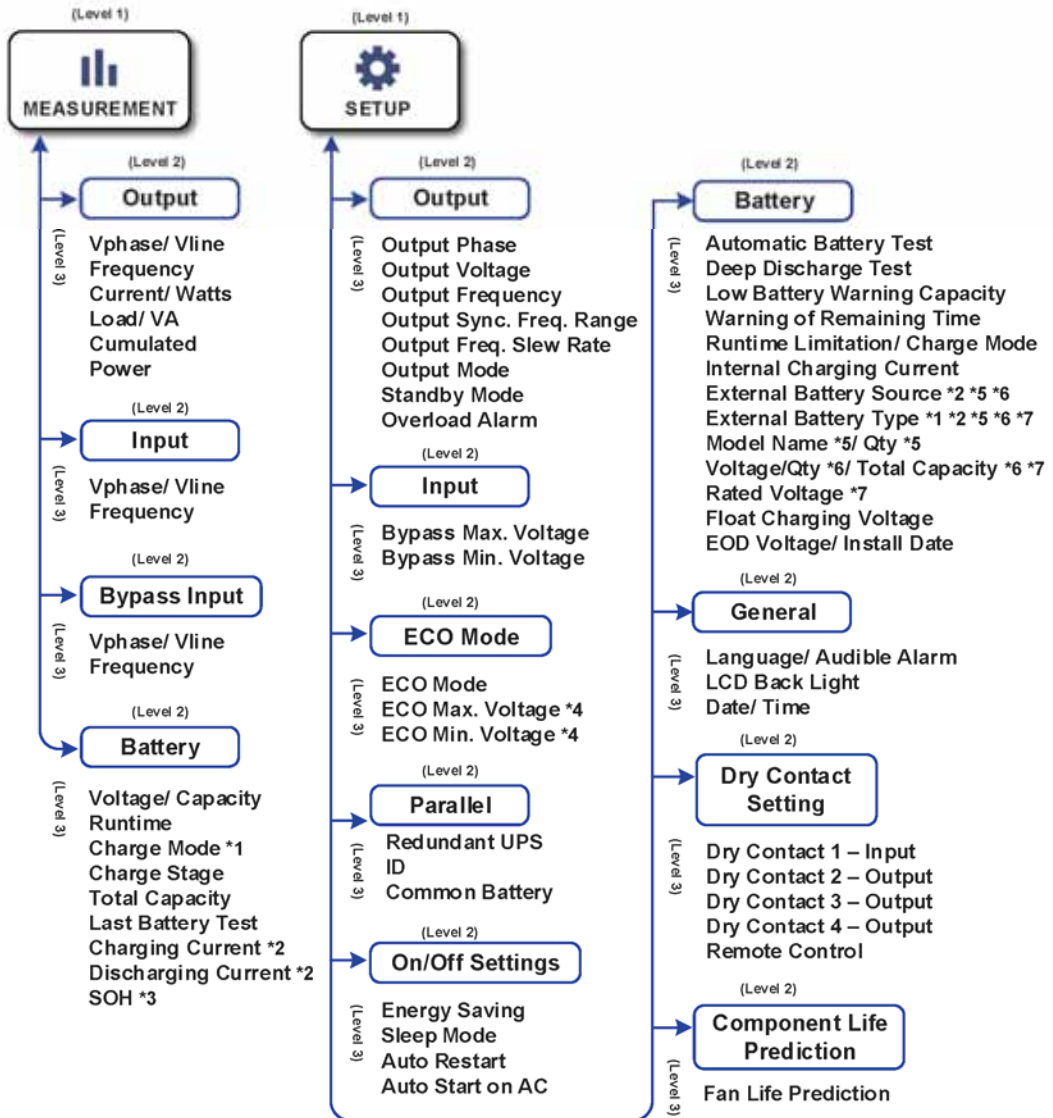 (Level 1)
MEASUREMENT
(Level 2)
Output
(Level 3)
Vphase/ Vline
Frequency
Current/ Watts
Load/ VA
Cumulated
Power
(Level 2)
Input
(Level 3)
Vphase/ Vline
Frequency
(Level 2)
Bypass Input
(Level 3)
Vphase/ Vline
Frequency
(Level 2)
Battery
(Level 3)
Voltage/ Capacity
Runtime
Charge Mode *1
Charge Stage
Total Capacity
Last Battery Test
Charging Current *2
Discharging Current *2
SOH *3
(Level 1)
SETUP
(Level 2)
Output
(Level 3)
Output Phase
Output Voltage
Output Frequency
Output Sync. Freq. Range
Output Freq. Slew Rate
Output Mode
Standby Mode
Overload Alarm
(Level 2)
Input
(Level 3)
Bypass Max. Voltage
Bypass Min. Voltage
(Level 2)
ECO Mode
(Level 3)
ECO Mode
ECO Max. Voltage *4
ECO Min. Voltage *4
(Level 2)
Parallel
(Level 3)
Redundant UPS
ID
Common Battery
(Level 2)
On/Off Settings
(Level 3)
Energy Saving
Sleep Mode
Auto Restart
Auto Start on AC
(Level 2)
Battery
(Level 3)
Automatic Battery Test
Deep Discharge Test
Low Battery Warning Capacity
Warning of Remaining Time
Runtime Limitation/ Charge Mode
Internal Charging Current
External Battery Source *2 *5 *6
External Battery Type *1 *2 *5 *6 *7
Model Name *5/ Qty *5
Voltage/Qty *6/ Total Capacity *6 *7
Rated Voltage *7
Float Charging Voltage
EOD Voltage/ Install Date
(Level 2)
General
(Level 3)
Language/ Audible Alarm
LCD Back Light
Date/ Time
(Level 2)
Dry Contact
Setting
(Level 3)
Dry Contact 1 – Input
Dry Contact 2 – Output
Dry Contact 3 – Output
Dry Contact 4 – Output
Remote Control
(Level 2)
Component Life
Prediction
(Level 3)
Fan Life Prediction